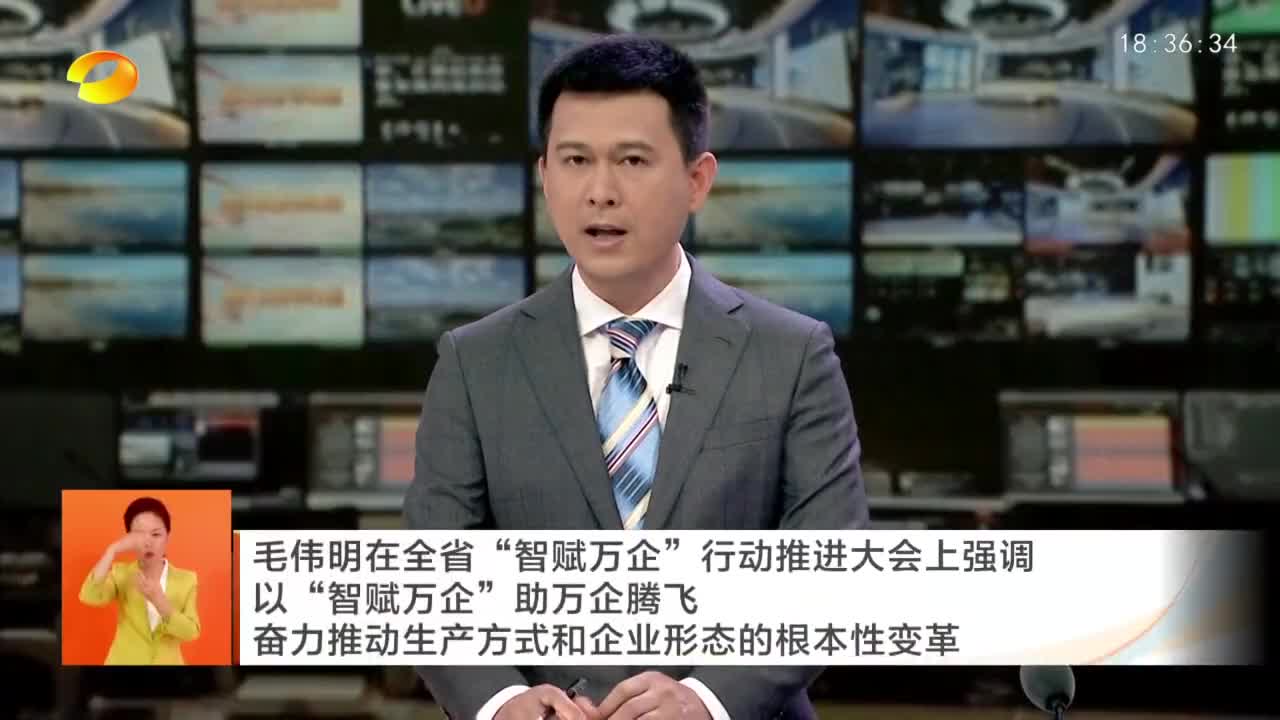 18:36:34
毛伟明在全省“智赋万企”行动推进大会上强调
以“智赋万企”助万企腾飞
奋力推动生产方式和企业形态的根本性变革